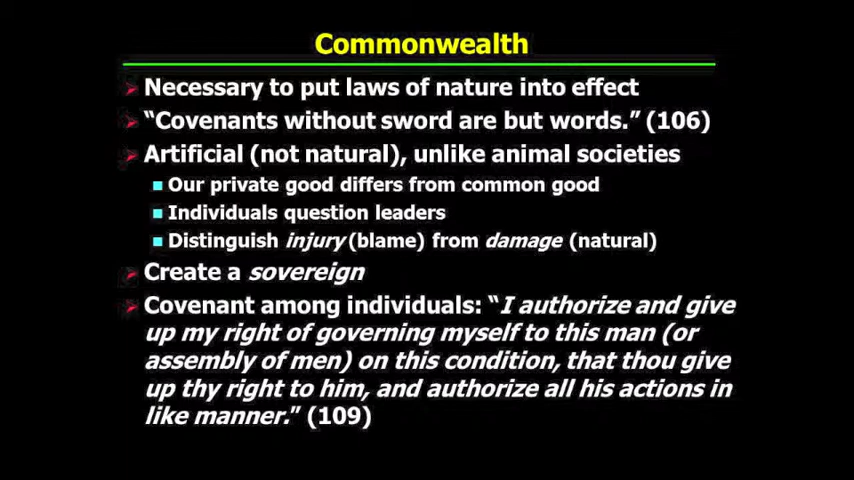 Commonwealth
Necessary to put laws of nature into effect
“Covenants without sword are but words.” (106)
Artificial (not natural), unlike animal societies
Our private good differs from common good
Individuals question leaders
Distinguish injury (blame) from damage (natural)
Create a sovereign
Covenant among individuals: “I authorize and give
up my right of governing myself to this man (or
assembly of men) on this condition, that thou give
up thy right to him, and authorize all his actions in
like manner.” (109)